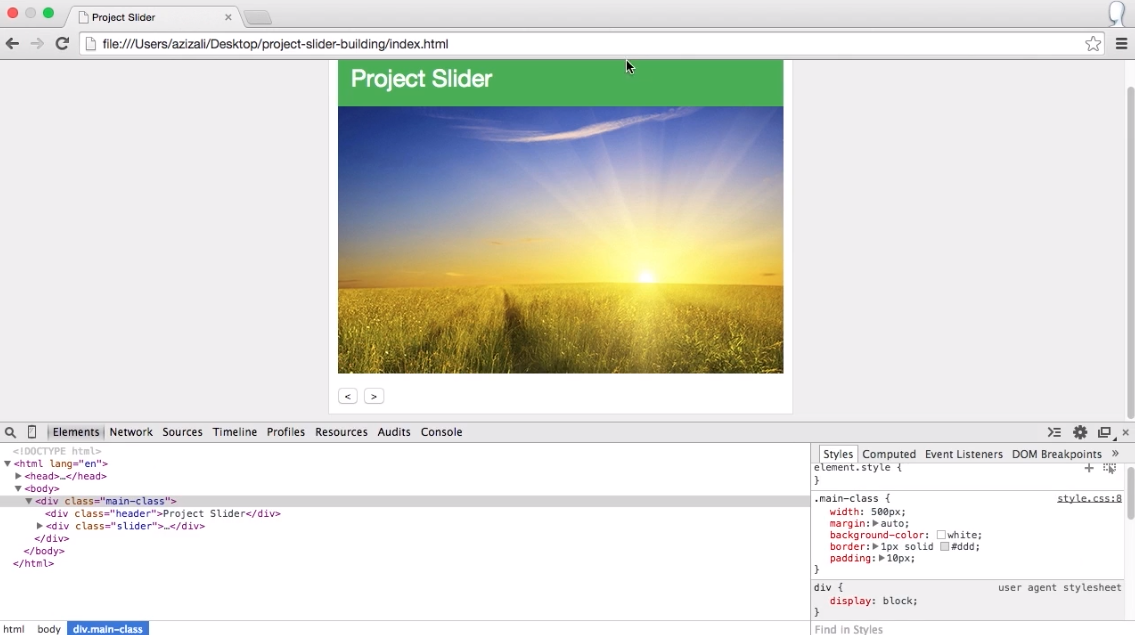 Project Slider
file:///Users/azizali/Desktop/project-slider-building/index.html
Project Slider
< >
Elements Network Sources Timeline Profiles Resources Audits Console
<!DOCTYPE html>
<html lang="en">
<head>…</head>
<body>
<div class="main-class">
<div class="header">Project Slider</div>
<div class="slider">…</div>
</div>
</body>
</html>
html body div.main-class
Styles Computed Event Listeners DOM Breakpoints »
element.style {
}
.main-class { style.css:8
width: 500px;
margin: auto;
background-color: white;
border: 1px solid #ddd;
padding: 10px;
}
div { user agent stylesheet
display: block;
}
Find in Styles